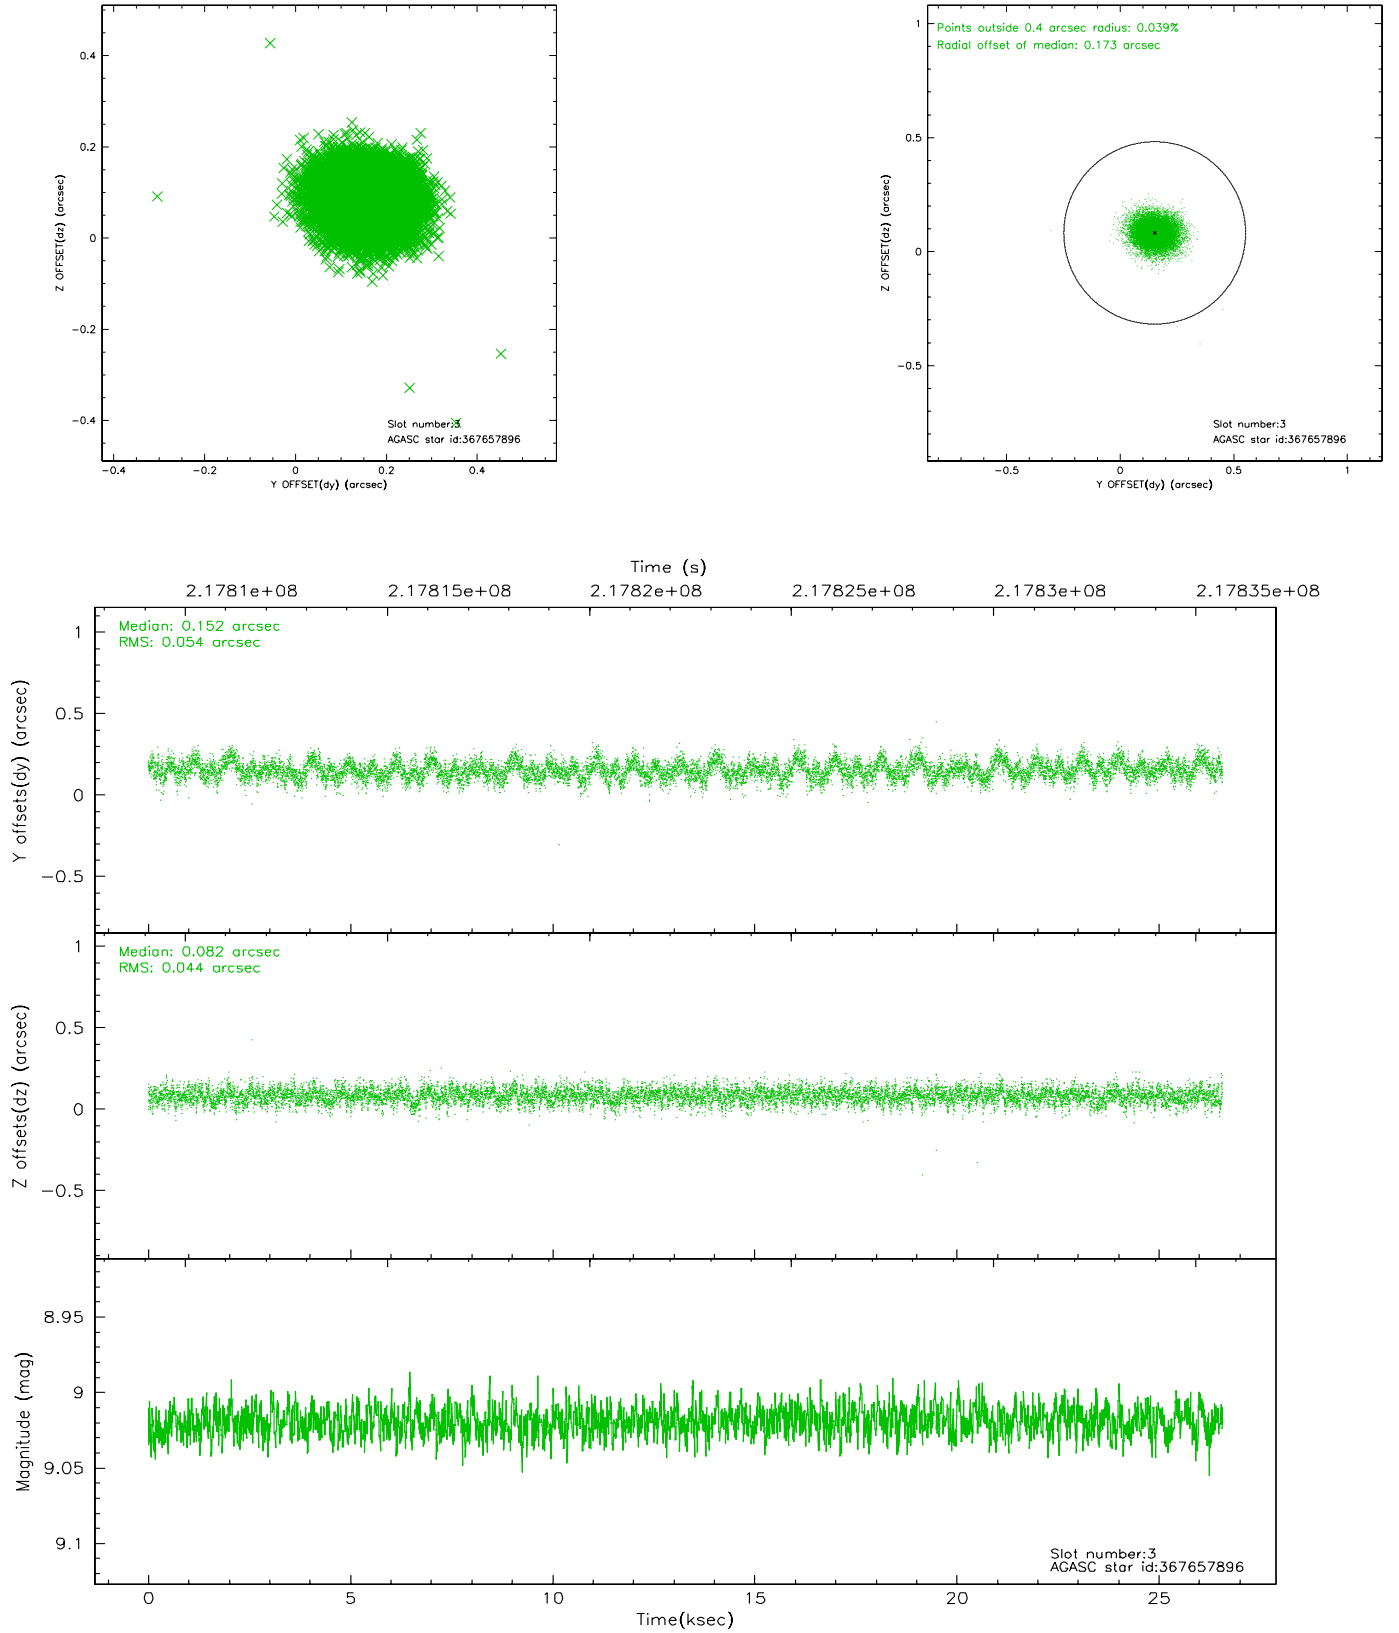 0.4
0.2
0
−0.2
−0.4
−0.4
−0.2
0
0.2
0.4
Z OFFSET(dz) (arcsec)
Y OFFSET(dy) (arcsec)
Slot number:3
AGASC star id:367657896
Points outside 0.4 arcsec radius: 0.039%
Radial offset of median: 0.173 arcsec
1
0.5
0
−0.5
−0.5
0
0.5
1
Z OFFSET(dz) (arcsec)
Y OFFSET(dy) (arcsec)
Slot number:3
AGASC star id:367657896
Time (s)
2.1781e+08
2.17815e+08
2.1782e+08
2.17825e+08
2.1783e+08
2.17835e+08
Median: 0.152 arcsec
RMS: 0.054 arcsec
1
0.5
0
−0.5
Y offsets(dy) (arcsec)
Median: 0.082 arcsec
RMS: 0.044 arcsec
1
0.5
0
−0.5
Z offsets(dz) (arcsec)
8.95
9
9.05
9.1
Magnitude (mag)
Slot number:3
AGASC star id:367657896
0
5
10
15
20
25
Time(ksec)